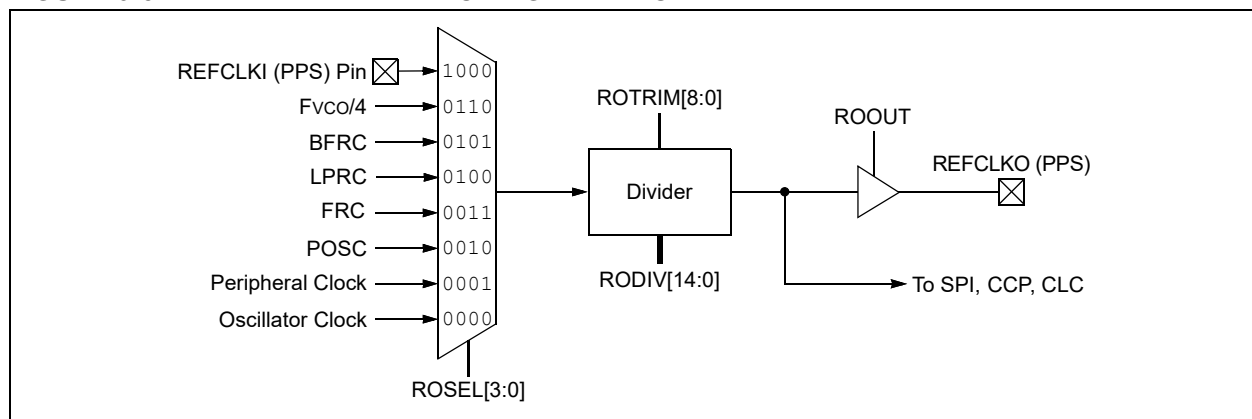 REFCLKI (PPS) Pin
1000
FVCO/4
0110
BFRC
0101
LPRC
0100
FRC
0011
POSC
0010
Peripheral Clock
0001
Oscillator Clock
0000
ROSEL[3:0]
ROTRIM[8:0]
Divider
RODIV[14:0]
ROOUT
REFCLKO (PPS)
To SPI, CCP, CLC